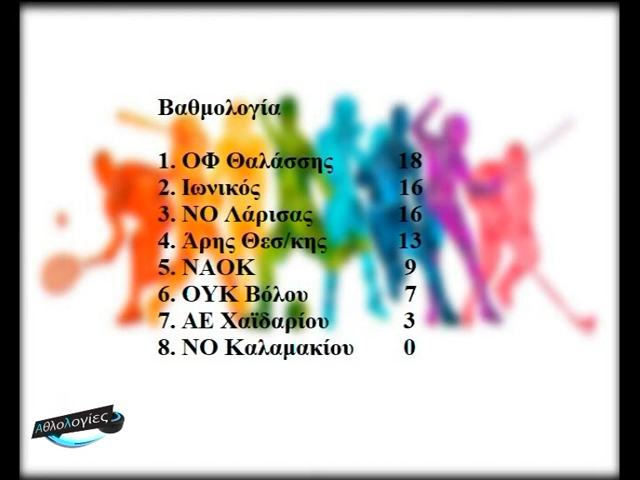 Βαθμολογία
1. ΟΦ Θαλάσσης 18
2. Ιωνικός 16
3. ΝΟ Λάρισας 16
4. Άρης Θεσ/κης 13
5. ΝΑΟΚ 9
6. ΟΥΚ Βόλου 7
7. ΑΕ Χαϊδαρίου 3
8. ΝΟ Καλαμακίου 0
Αθλολογίες